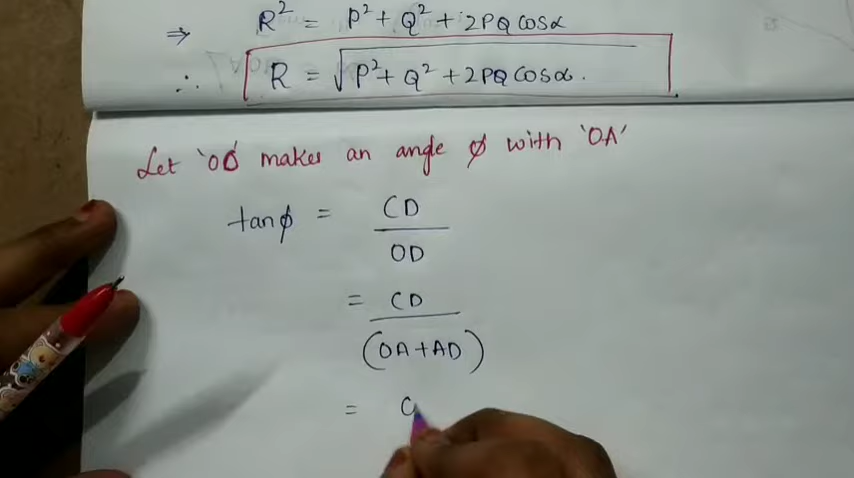 ⇒ R² = P² + Q² + 2PQ cosα
∴ R = √P² + Q² + 2PQ cosα.
Let 'OC' makes an angle ϕ with 'OA'
tanϕ = CD
OD
= CD
(OA+AD)
= C